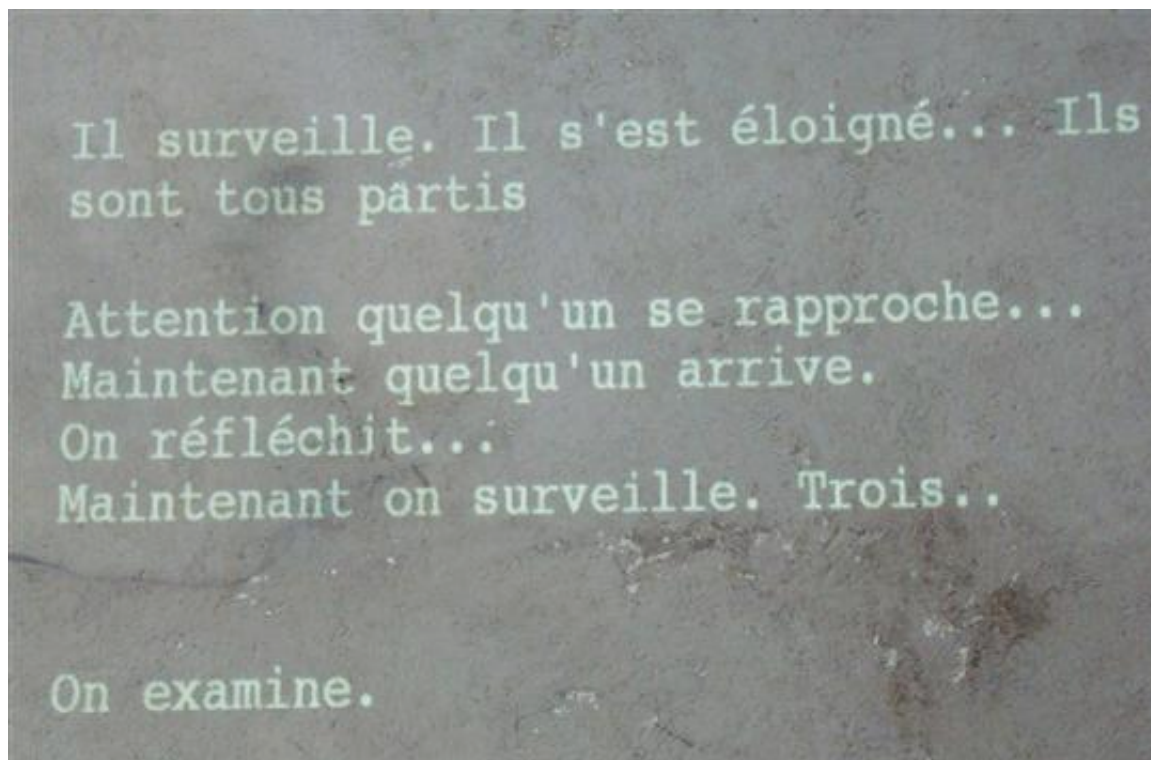 Il surveille. Il s'est éloigné... Ils
sont tous partis
Attention quelqu'un se rapproche...
Maintenant quelqu'un arrive.
On réfléchit...
Maintenant on surveille. Trois..
On examine.